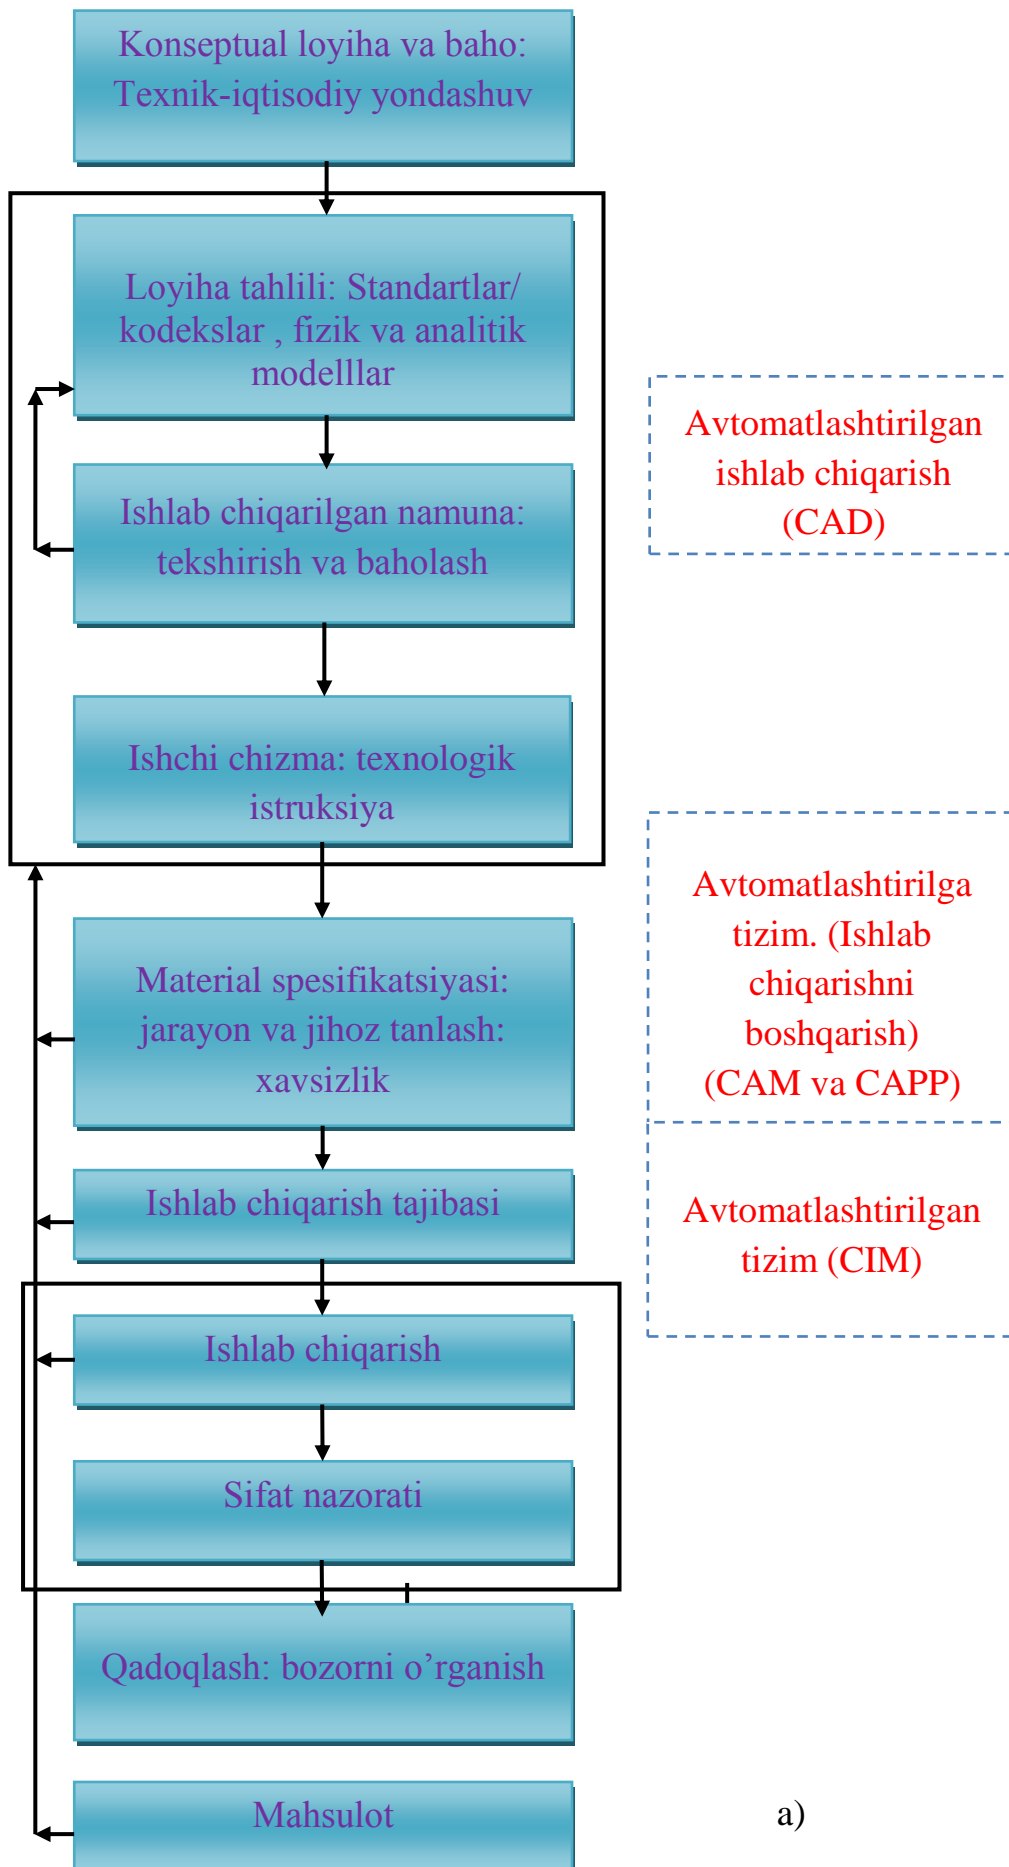 Konseptual loyiha va baho:
Texnik-iqtisodiy yondashuv
Loyiha tahlili: Standartlar/
kodekslar , fizik va analitik
modelllar
Avtomatlashtirilgan
ishlab chiqarish
(CAD)
Ishlab chiqarilgan namuna:
tekshirish va baholash
Ishchi chizma: texnologik
istruksiya
Avtomatlashtirilga
tizim. (Ishlab
chiqarishni
boshqarish)
(CAM va CAPP)
Material spesifikatsiyasi:
jarayon va jihoz tanlash:
xavsizlik
Ishlab chiqarish tajibasi
Avtomatlashtirilgan
tizim (CIM)
Ishlab chiqarish
Sifat nazorati
Qadoqlash: bozorni o’rganish
Mahsulot
a)